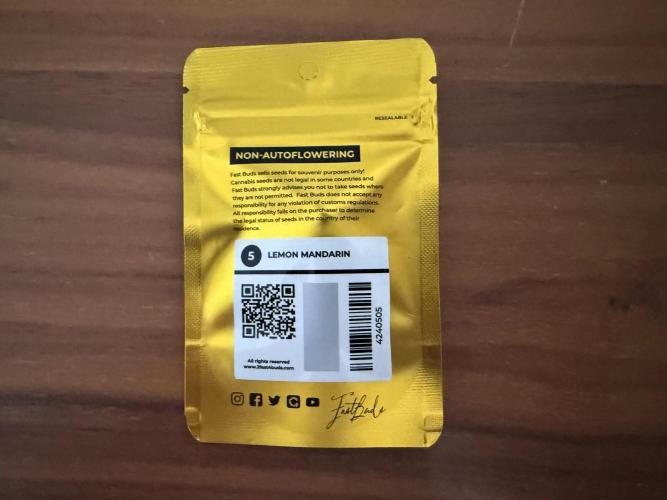 RESEALABLE
NON-AUTOFLOWERING
Fast Buds sells seeds for souvenir purposes only!
Cannabis seeds are not legal in some countries and
Fast Buds strongly advises you not to take seeds where
they are not permitted. Fast Buds does not accept any
responsibility for any violation of customs regulations.
All responsibility falls on the purchaser to determine
the legal status of seeds in the country of their
residence.
5 LEMON MANDARIN
4240505
All rights reserved
www.2fast4buds.com
FastBuds